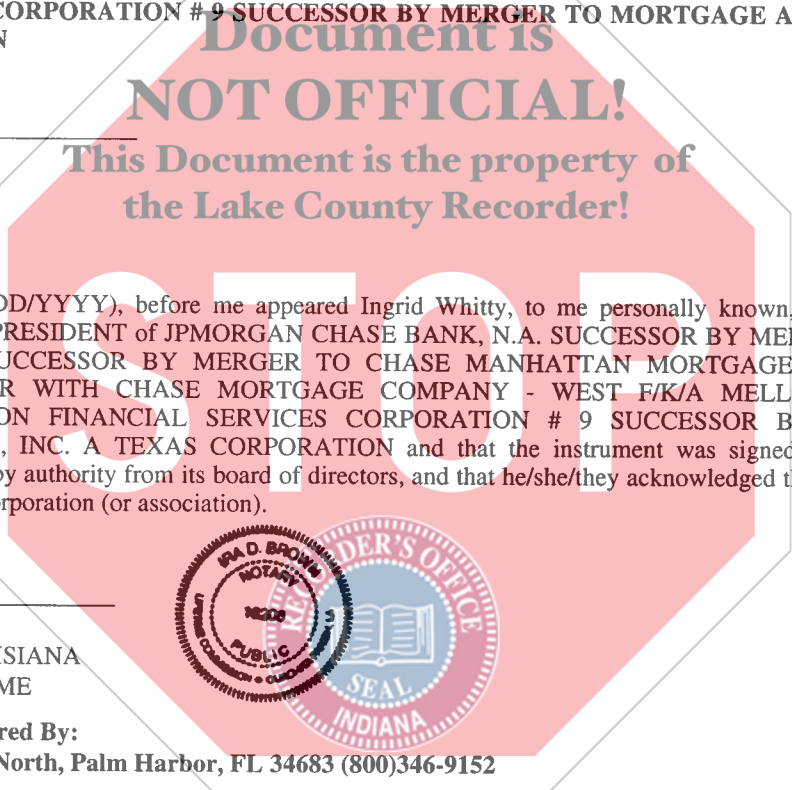 CORPORATION # 9 SUCCESSOR BY MERGER TO MORTGAGE A
N
Document is
NOT OFFICIAL!
This Document is the property of
the Lake County Recorder!
STOP
DD/YYYY), before me appeared Ingrid Whitty, to me personally known,
PRESIDENT of JPMORGAN CHASE BANK, N.A. SUCCESSOR BY MER
UCCESSOR BY MERGER TO CHASE MANHATTAN MORTGAGE
R WITH CHASE MORTGAGE COMPANY - WEST F/K/A MELL
ON FINANCIAL SERVICES CORPORATION # 9 SUCCESSOR B
, INC. A TEXAS CORPORATION and that the instrument was signed
by authority from its board of directors, and that he/she/they acknowledged th
rporation (or association).
IRA D. BROWN
NOTARY
PUBLIC
RECORDER'S OFFICE
SEAL
INDIANA
ISIANA
ME
red By:
North, Palm Harbor, FL 34683 (800)346-9152